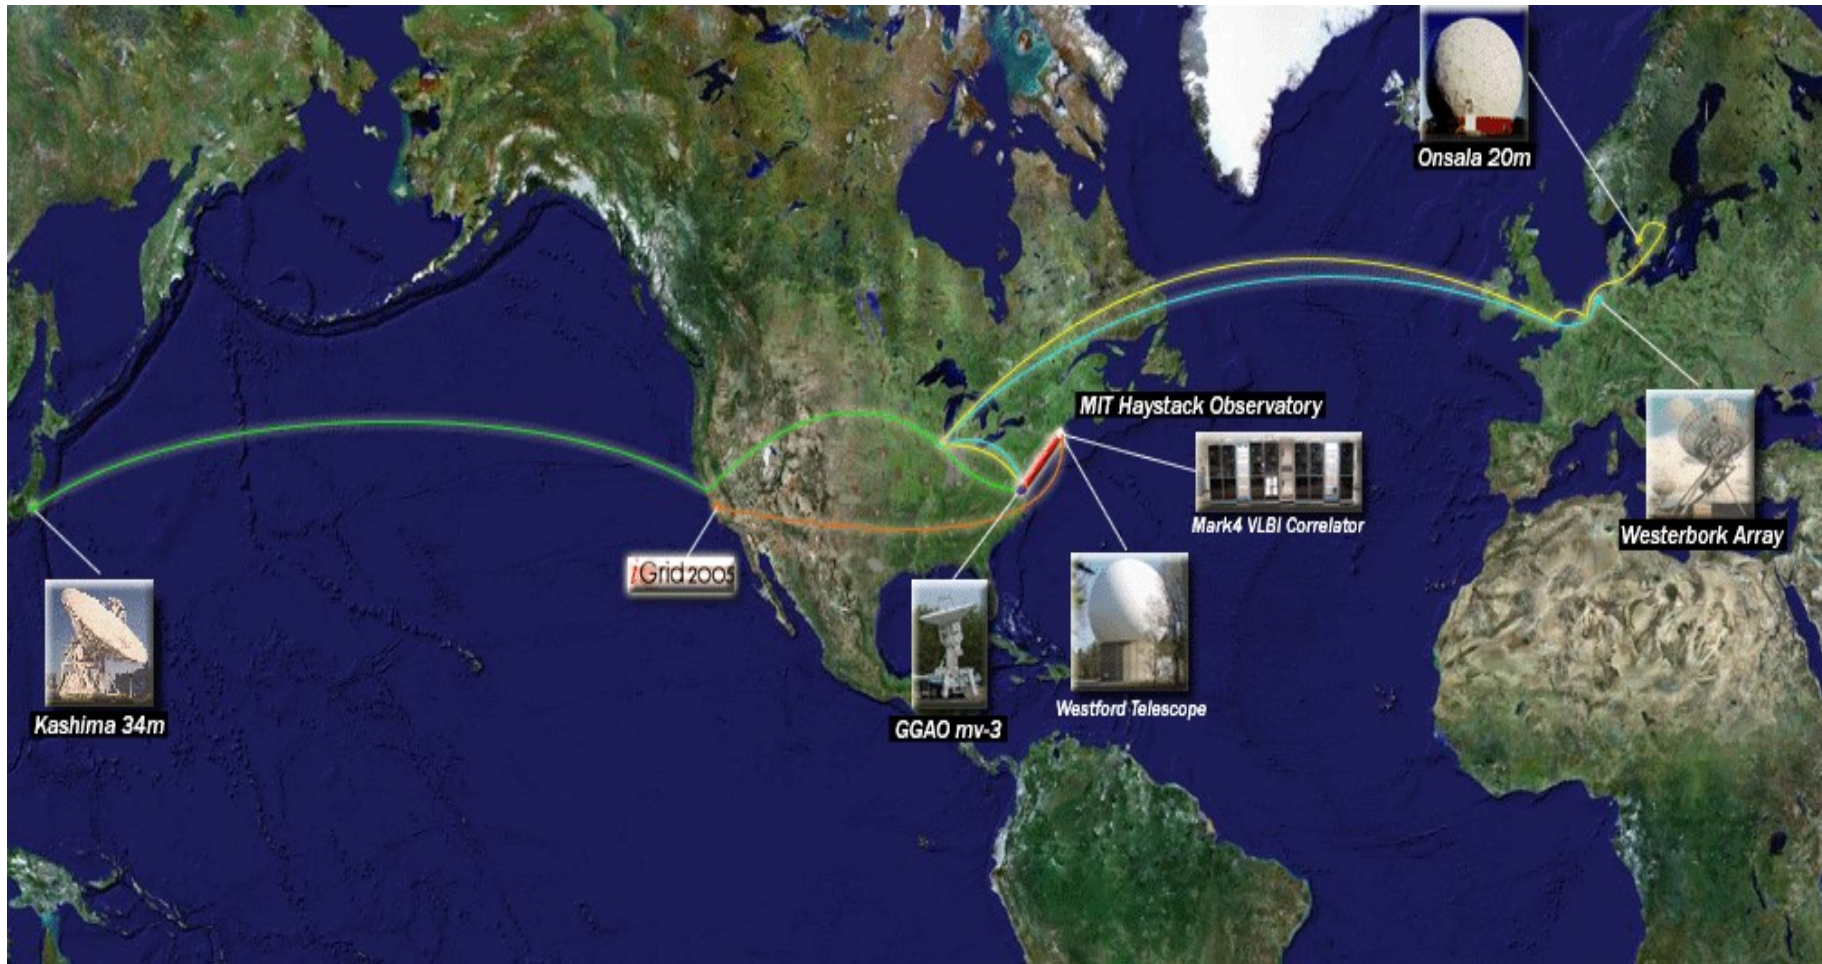 Onsala 20m
MIT Haystack Observatory
Mark4 VLBI Correlator
Westerbork Array
iGrid2005
Westford Telescope
Kashima 34m
GGAO mv-3